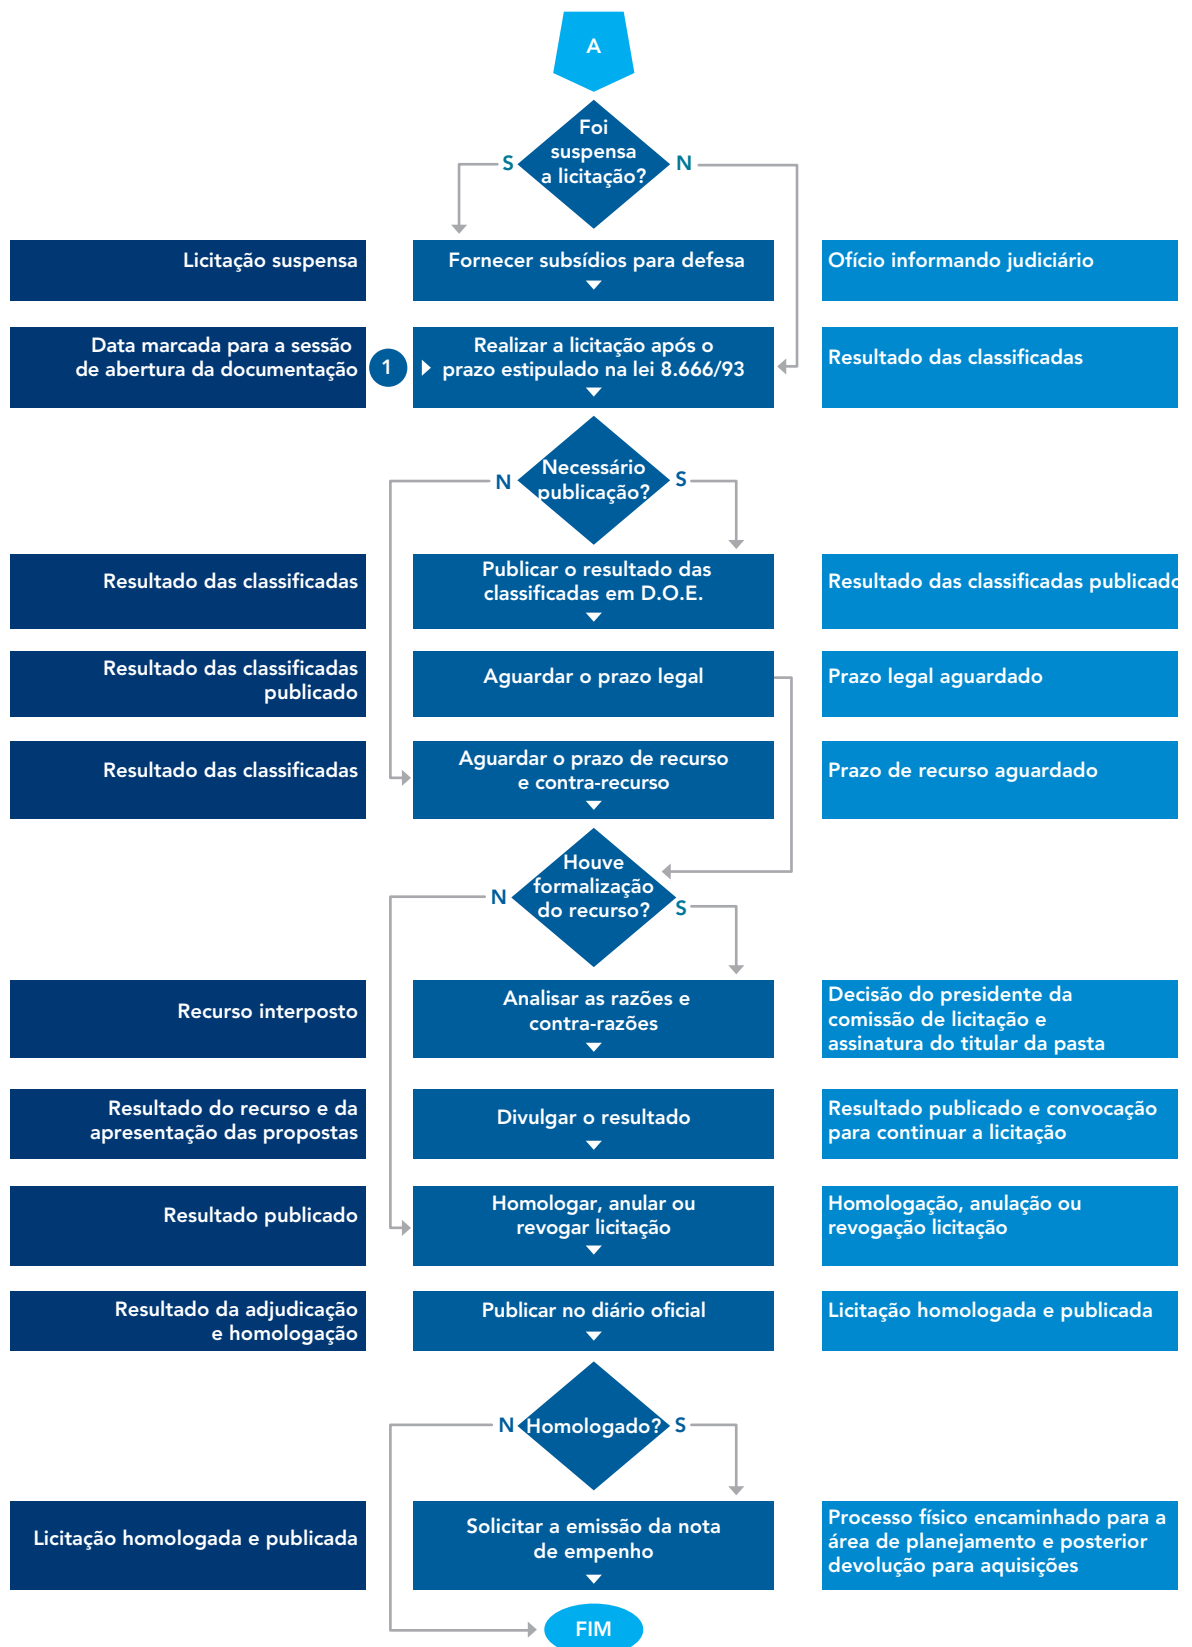 A
Foi
suspensa
a licitação?
S
N
Licitação suspensa
Fornecer subsídios para defesa
Ofício informando judiciário
Data marcada para a sessão
de abertura da documentação
1
Realizar a licitação após o
prazo estipulado na lei 8.666/93
Resultado das classificadas
Necessário
publicação?
N
S
Resultado das classificadas
Publicar o resultado das
classificadas em D.O.E.
Resultado das classificadas publicado
Resultado das classificadas
publicado
Aguardar o prazo legal
Prazo legal aguardado
Resultado das classificadas
Aguardar o prazo de recurso
e contra-recurso
Prazo de recurso aguardado
Houve
formalização
do recurso?
N
S
Recurso interposto
Analisar as razões e
contra-razões
Decisão do presidente da
comissão de licitação e
assinatura do titular da pasta
Resultado do recurso e da
apresentação das propostas
Divulgar o resultado
Resultado publicado e convocação
para continuar a licitação
Resultado publicado
Homologar, anular ou
revogar licitação
Homologação, anulação ou
revogação licitação
Resultado da adjudicação
e homologação
Publicar no diário oficial
Licitação homologada e publicada
N
Homologado?
S
Licitação homologada e publicada
Solicitar a emissão da nota
de empenho
Processo físico encaminhado para a
área de planejamento e posterior
devolução para aquisições
FIM